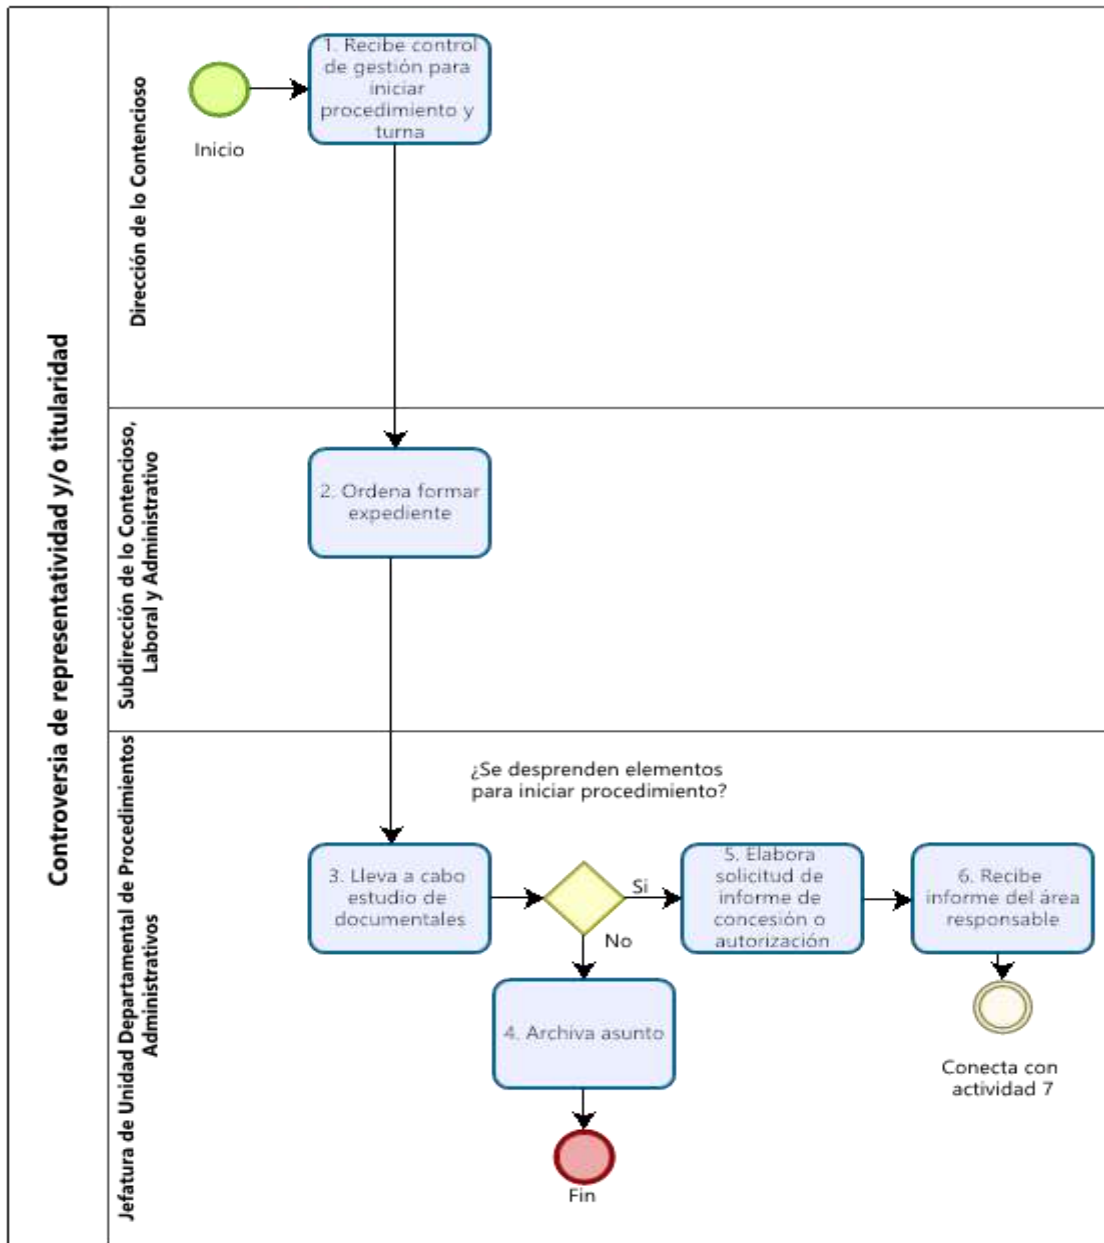 Controversia de representatividad y/o titularidad
Dirección de lo Contencioso
Inicio
1. Recibe control
de gestión para
iniciar
procedimiento y
turna
Subdirección de lo Contencioso,
Laboral y Administrativo
2. Ordena formar
expediente
Jefatura de Unidad Departamental de Procedimientos
Administrativos
¿Se desprenden elementos
para iniciar procedimiento?
3. Lleva a cabo
estudio de
documentales
Si
No
5. Elabora
solicitud de
informe de
concesión o
autorización
6. Recibe
informe del área
responsable
4. Archiva asunto
Conecta con
actividad 7
Fin